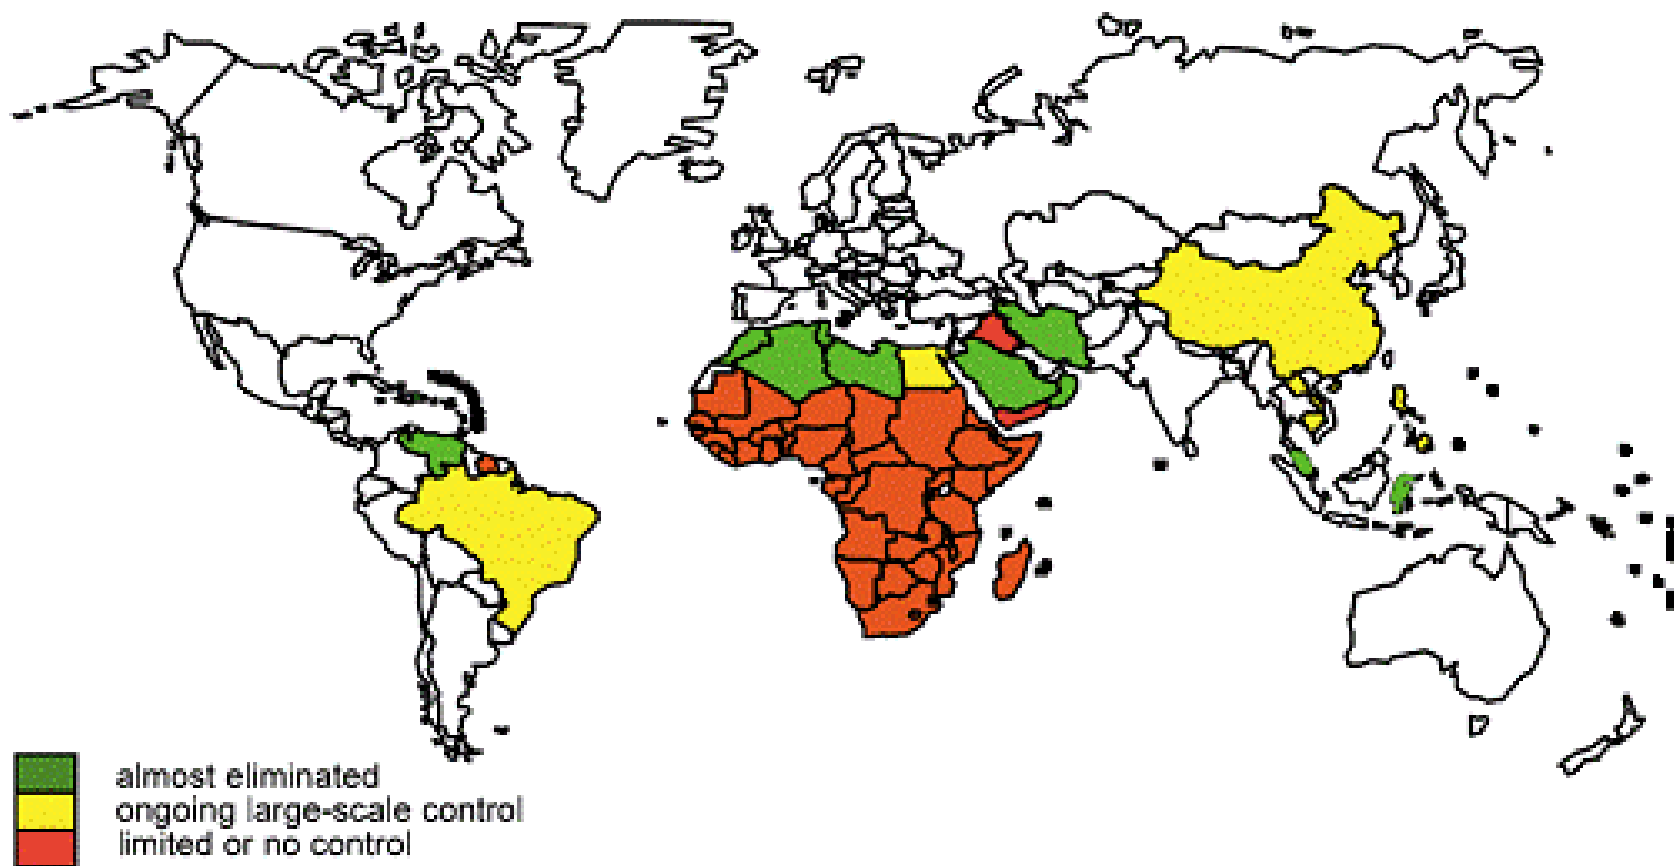 almost eliminated
ongoing large-scale control
limited or no control